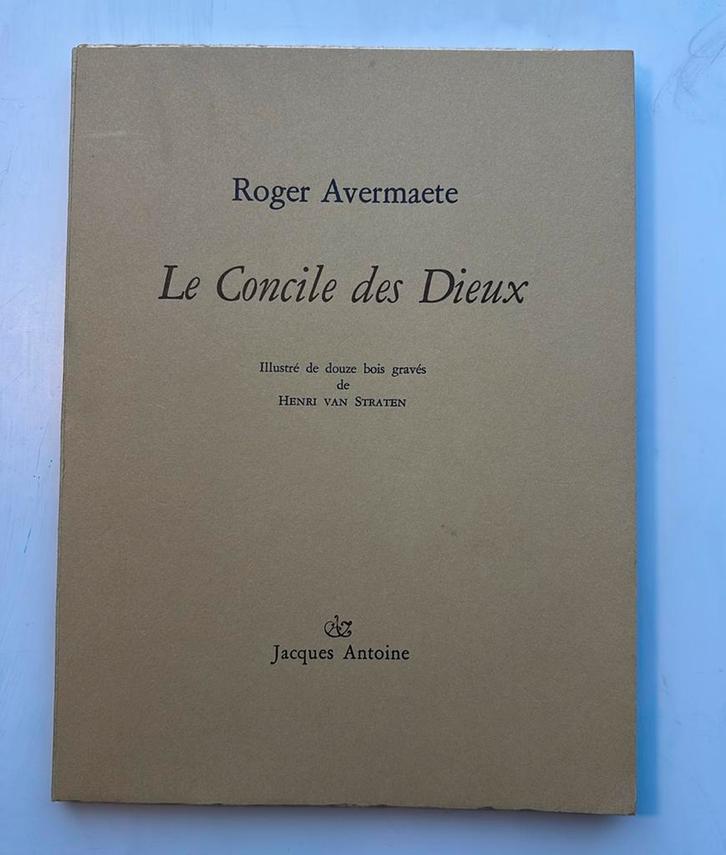 Roger Avermaete
Le Concile des Dieux
Illustré de douze bois gravés
de
HENRI VAN STRATEN
Jacques Antoine